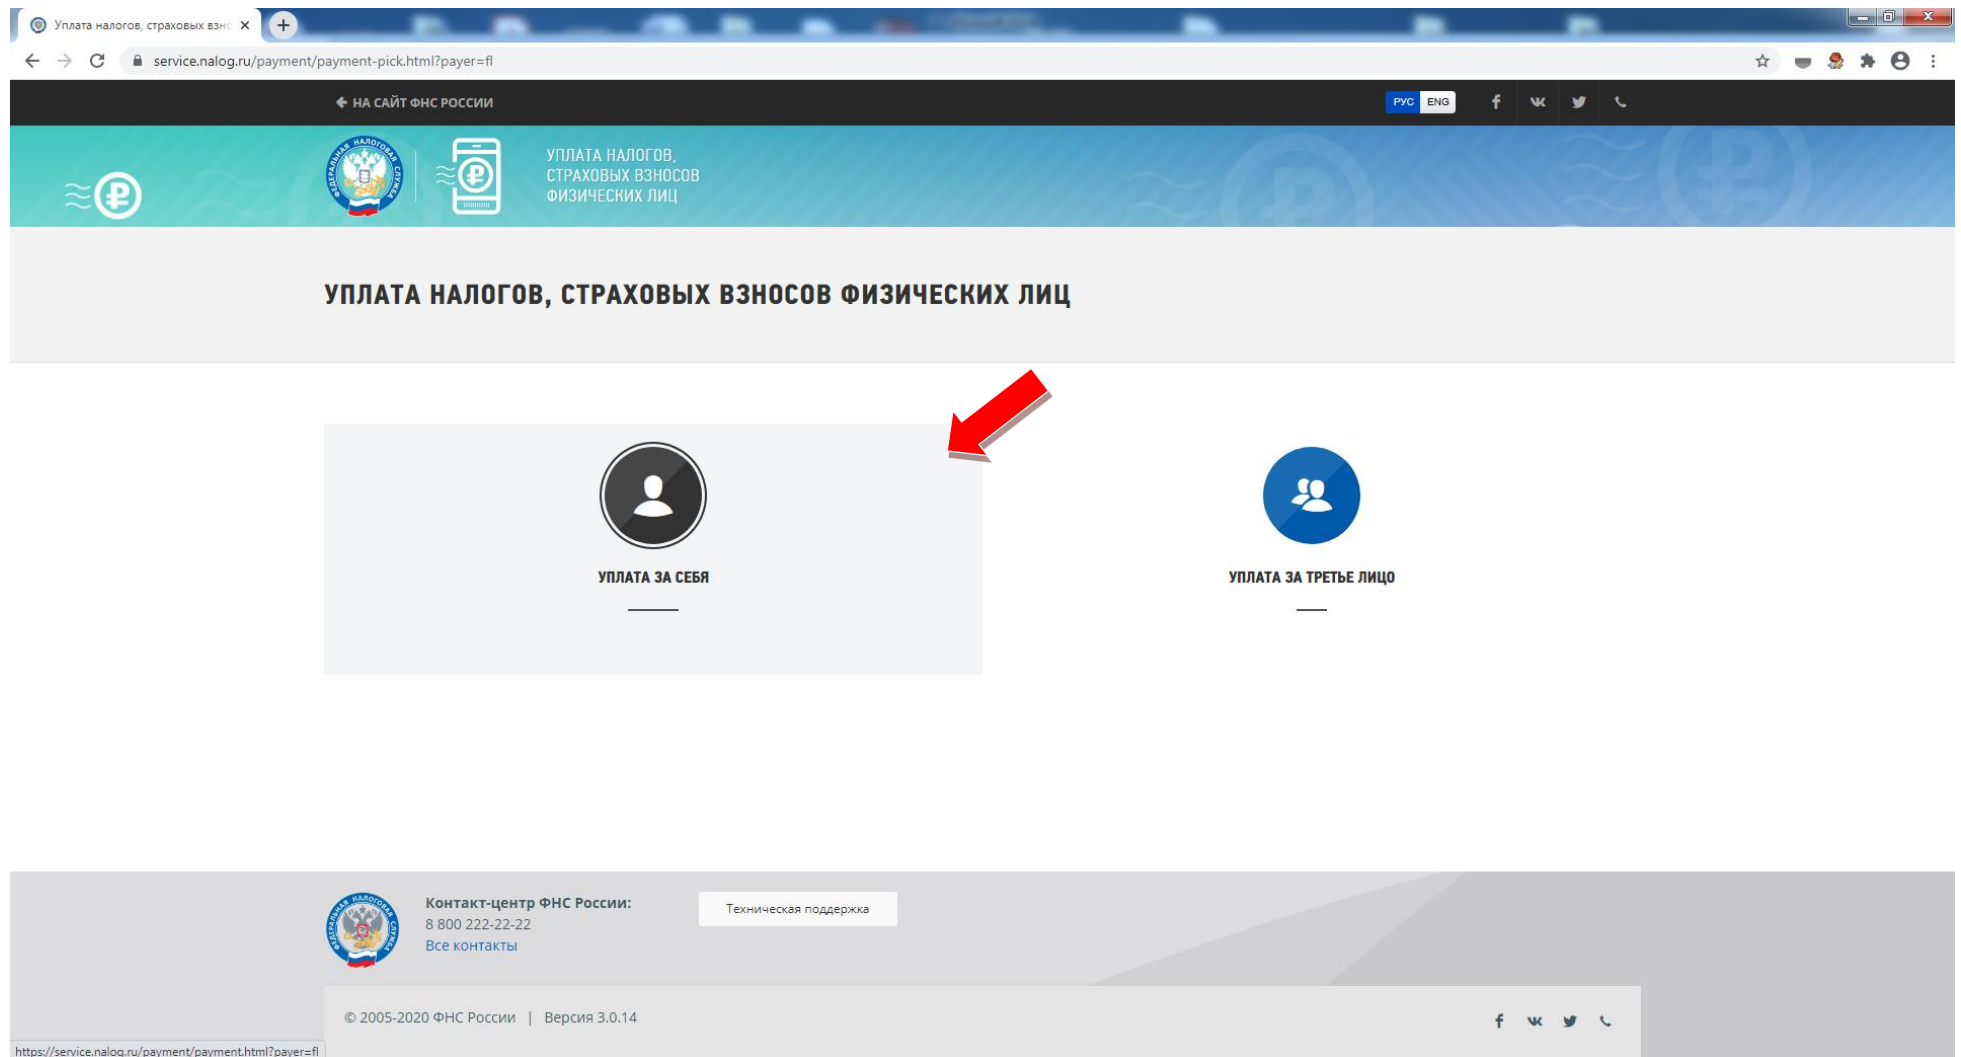 Уплата налогов, страховых взно
service.nalog.ru/payment/payment-pick.html?payer=fl
НА САЙТ ФНС РОССИИ
РУС ENG
УПЛАТА НАЛОГОВ,
СТРАХОВЫХ ВЗНОСОВ
ФИЗИЧЕСКИХ ЛИЦ
УПЛАТА НАЛОГОВ, СТРАХОВЫХ ВЗНОСОВ ФИЗИЧЕСКИХ ЛИЦ
УПЛАТА ЗА СЕБЯ
УПЛАТА ЗА ТРЕТЬЕ ЛИЦО
Контакт-центр ФНС России:
8 800 222-22-22
Все контакты
Техническая поддержка
© 2005-2020 ФНС России | Версия 3.0.14
https://service.nalog.ru/payment/payment.html?payer=fl